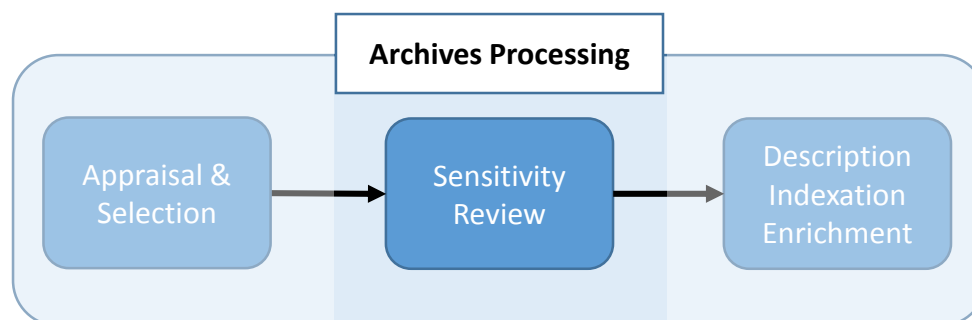 Archives Processing
Appraisal &
Selection
Sensitivity
Review
Description
Indexation
Enrichment